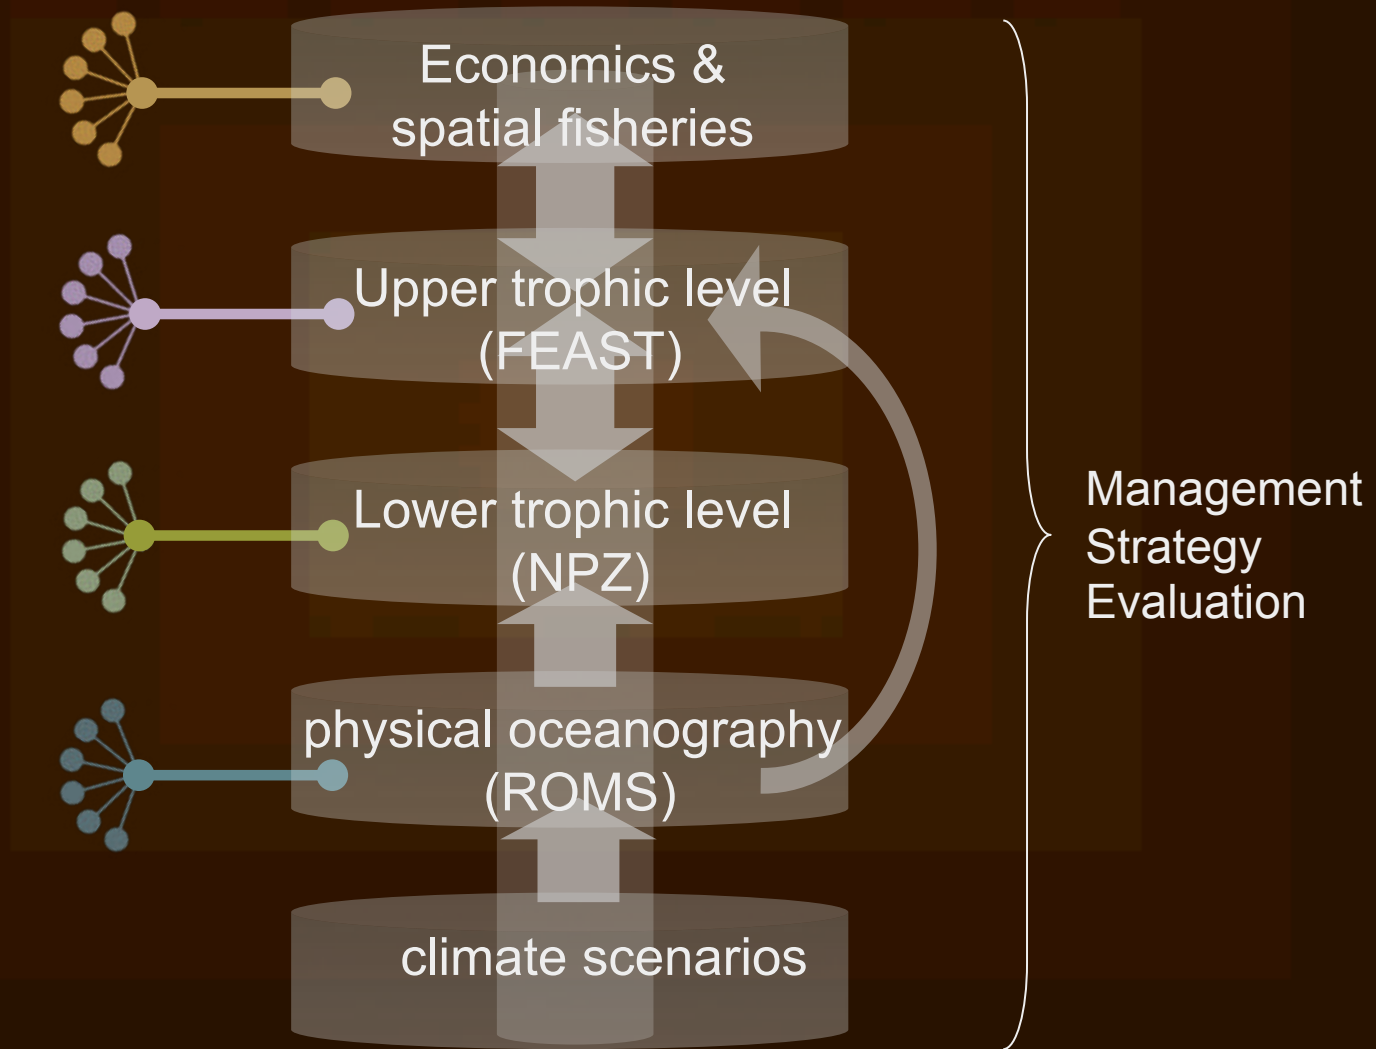 Economics &
spatial fisheries
Upper trophic level
(FEAST)
Lower trophic level
(NPZ)
physical oceanography
(ROMS)
climate scenarios
Management
Strategy
Evaluation